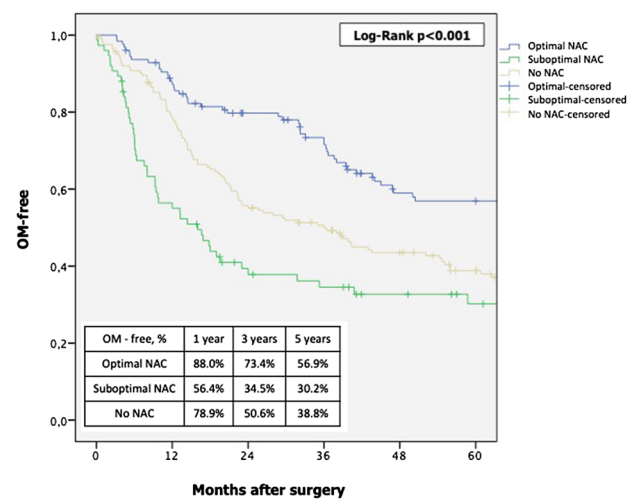 Log-Rank p<0.001
Optimal NAC
Suboptimal NAC
No NAC
Optimal-censored
Suboptimal-censored
No NAC-censored
OM-free
1,0
0,8
0,6
0,4
0,2
0,0
OM - free, % 1 year 3 years 5 years
Optimal NAC 88.0% 73.4% 56.9%
Suboptimal NAC 56.4% 34.5% 30.2%
No NAC 78.9% 50.6% 38.8%
0 12 24 36 48 60
Months after surgery